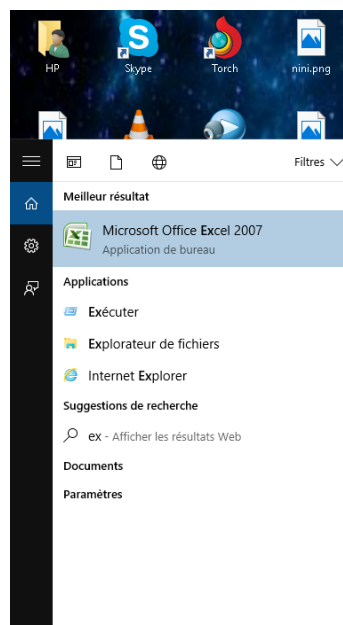 HP
Skype
Torch
nini.png
Filtres
Meilleur résultat
Microsoft Office Excel 2007
Application de bureau
Applications
Exécuter
Explorateur de fichiers
Internet Explorer
Suggestions de recherche
ex - Afficher les résultats Web
Documents
Paramètres